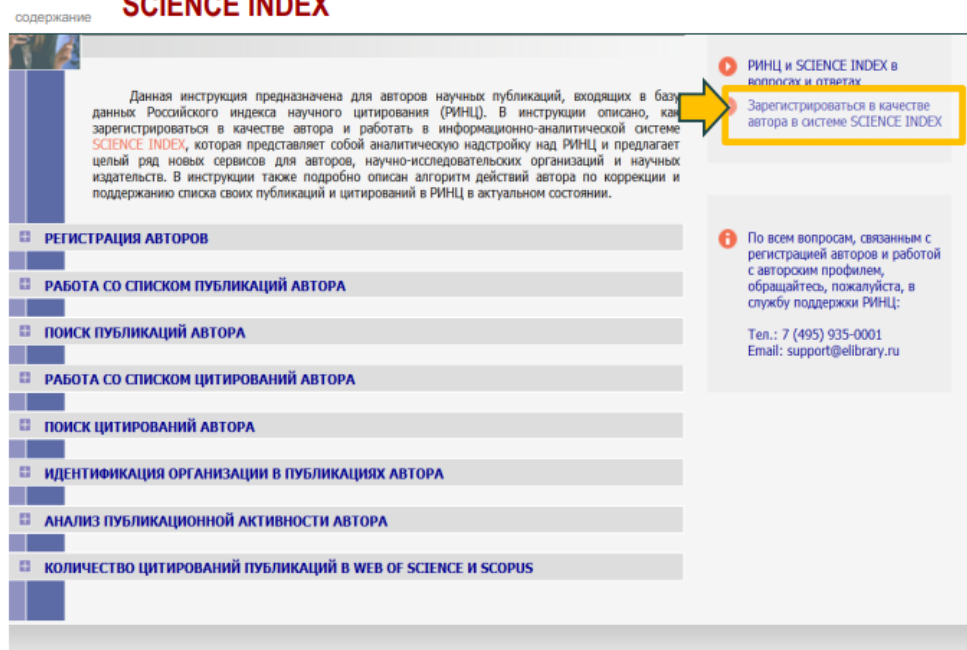 содержание
SCIENCE INDEX
Данная инструкция предназначена для авторов научных публикаций, входящих в базу
данных Российского индекса научного цитирования (РИНЦ). В инструкции описано, как
зарегистрироваться в качестве автора и работать в информационно-аналитической системе
SCIENCE INDEX, которая представляет собой аналитическую надстройку над РИНЦ и предлагает
целый ряд новых сервисов для авторов, научно-исследовательских организаций и научных
издательств. В инструкции также подробно описан алгоритм действий автора по коррекции и
поддержанию списка своих публикаций и цитирований в РИНЦ в актуальном состоянии.
РЕГИСТРАЦИЯ АВТОРОВ
РАБОТА СО СПИСКОМ ПУБЛИКАЦИЙ АВТОРА
ПОИСК ПУБЛИКАЦИЙ АВТОРА
РАБОТА СО СПИСКОМ ЦИТИРОВАНИЙ АВТОРА
ПОИСК ЦИТИРОВАНИЙ АВТОРА
ИДЕНТИФИКАЦИЯ ОРГАНИЗАЦИИ В ПУБЛИКАЦИЯХ АВТОРА
АНАЛИЗ ПУБЛИКАЦИОННОЙ АКТИВНОСТИ АВТОРА
КОЛИЧЕСТВО ЦИТИРОВАНИЙ ПУБЛИКАЦИЙ В WEB OF SCIENCE И SCOPUS
РИНЦ и SCIENCE INDEX в
вопросах и ответах
Зарегистрироваться в качестве
автора в системе SCIENCE INDEX
По всем вопросам, связанным с
регистрацией авторов и работой
с авторским профилем,
обращайтесь, пожалуйста, в
службу поддержки РИНЦ:
Тел.: 7 (495) 935-0001
Email: support@elibrary.ru